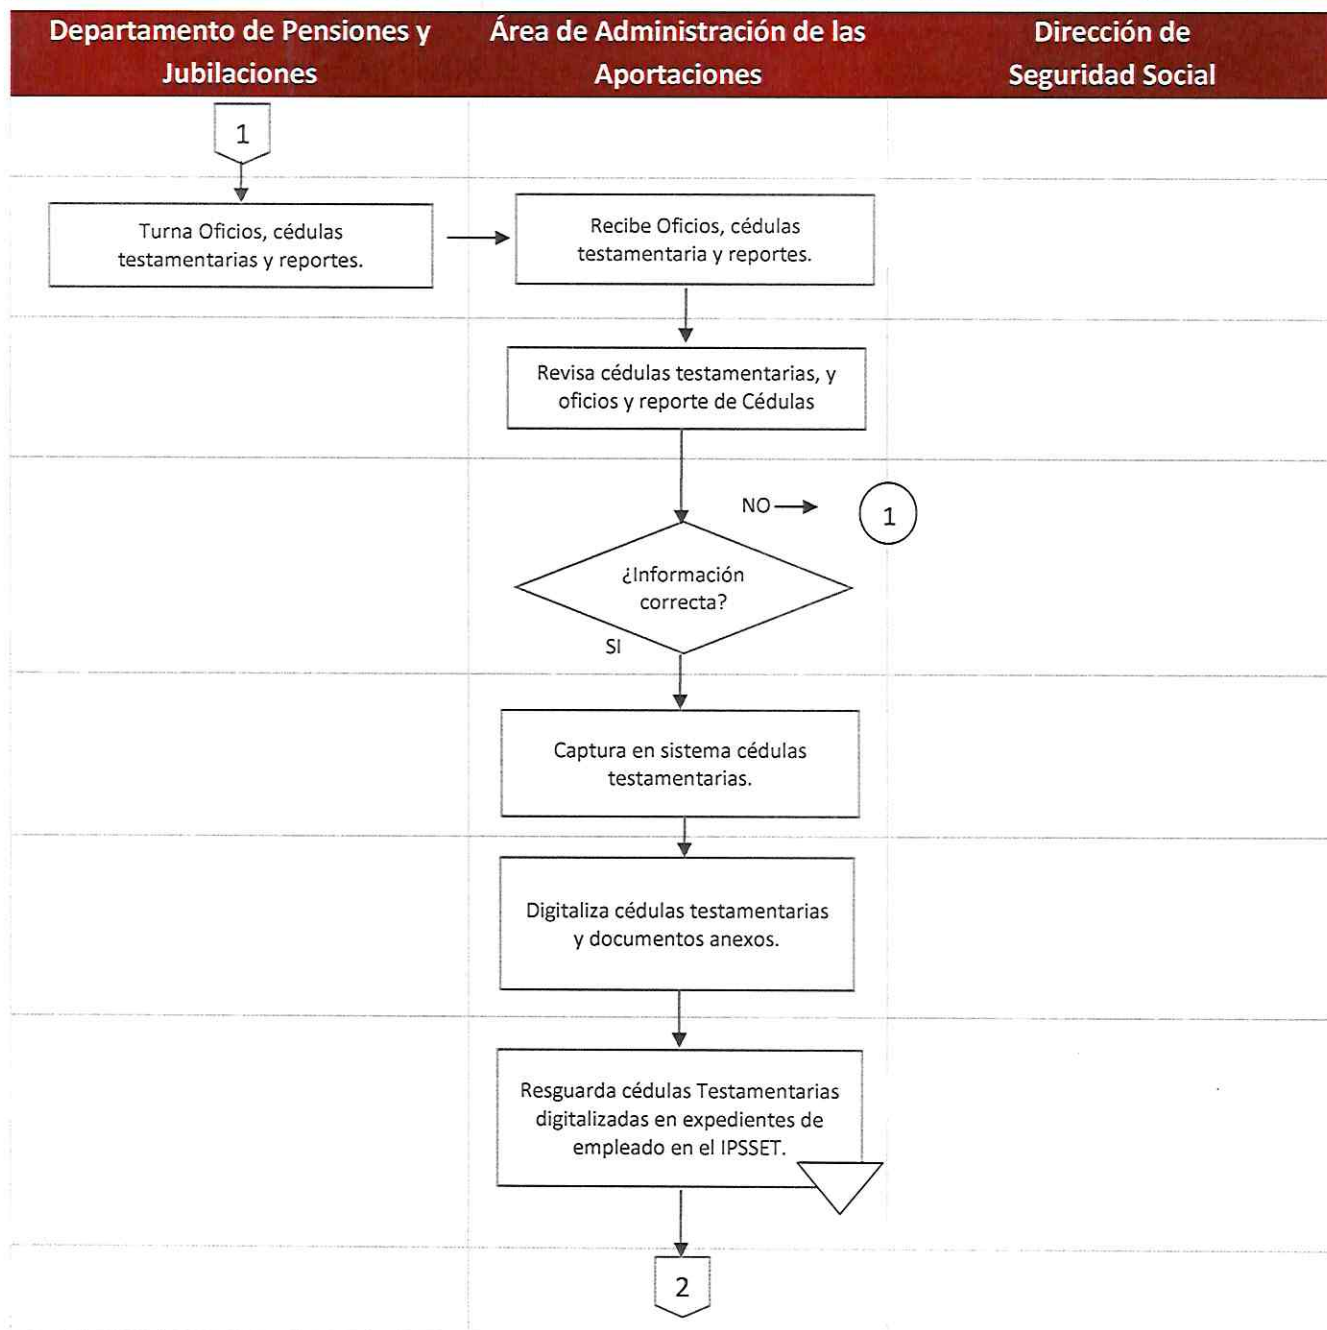 Departamento de Pensiones y
Jubilaciones
Área de Administración de las
Aportaciones
Dirección de
Seguridad Social
1
Turna Oficios, cédulas
testamentarias y reportes.
Recibe Oficios, cédulas
testamentaria y reportes.
Revisa cédulas testamentarias, y
oficios y reporte de Cédulas
NO
1
¿Información
correcta?
SI
Captura en sistema cédulas
testamentarias.
Digitaliza cédulas testamentarias
y documentos anexos.
Resguarda cédulas Testamentarias
digitalizadas en expedientes de
empleado en el IPSSET.
2